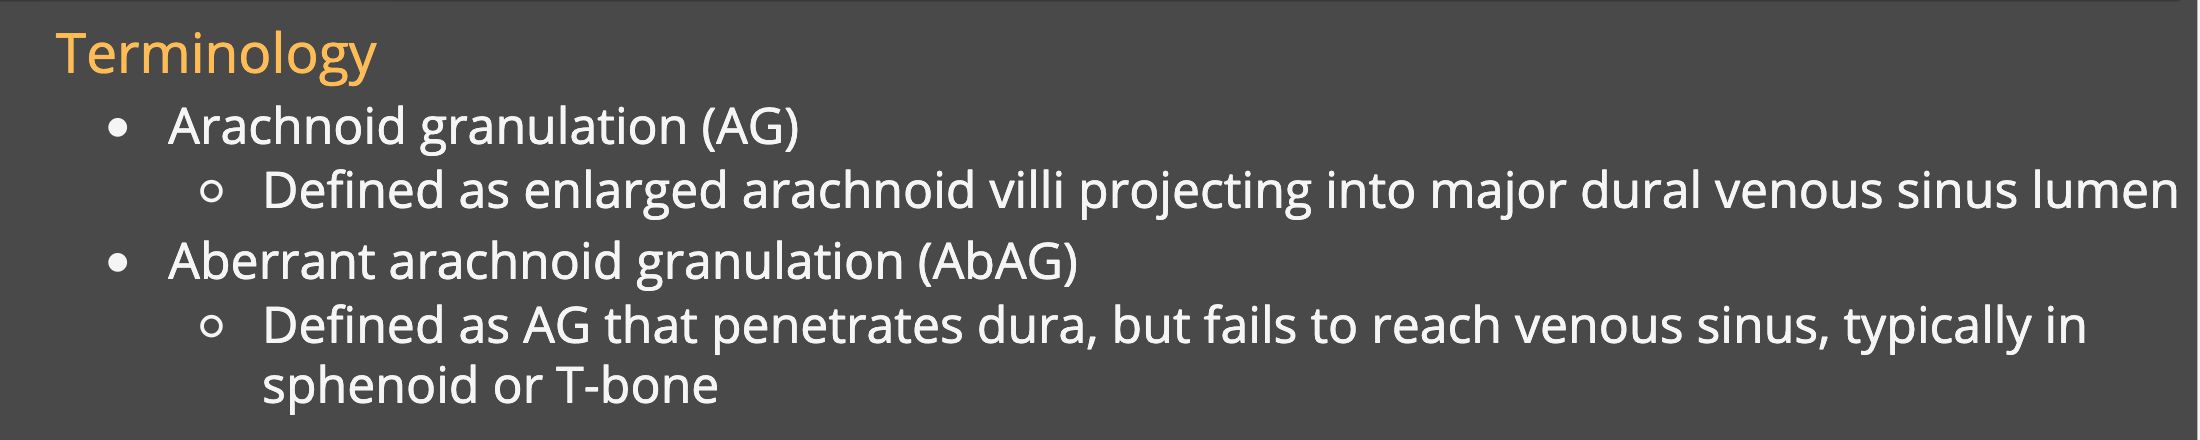 Terminology
• Arachnoid granulation (AG)
○ Defined as enlarged arachnoid villi projecting into major dural venous sinus lumen
• Aberrant arachnoid granulation (AbAG)
○ Defined as AG that penetrates dura, but fails to reach venous sinus, typically in
sphenoid or T-bone